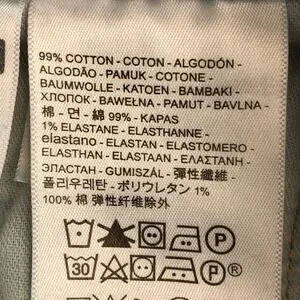 99% COTTON - COTON - ALGODÓN -
ALGODÃO - PAMUK - COTONE -
BAUMWOLLE - KATOEN - BAMBAKI -
ХЛОПОК - BAWEŁNA - PAMUT - BAVLNA -
棉 - 면 - 綿 99% - KAPAS
1% ELASTANE - ELASTHANNE -
elastano - ELASTAN - ELASTOMERO -
ELASTHAN - ELASTAAN - ΕΛΑΣΤΑΝΗ -
ЭЛАСТАН - GUMISZÁL - 彈性纖維 -
폴리우레탄 - ポリウレタン 1%
100% 棉 弹性纤维除外
P
30 P